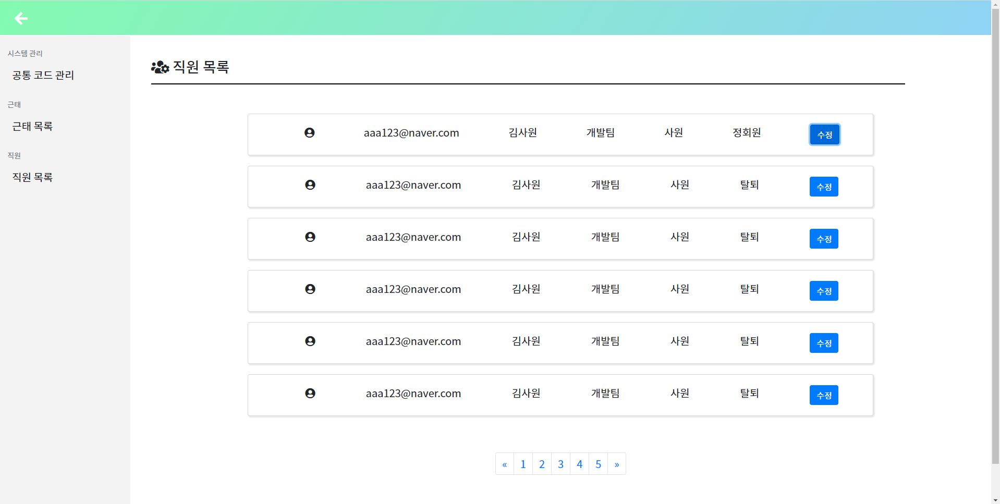 시스템 관리
공통 코드 관리
근태
근태 목록
직원
직원 목록
직원 목록
aaa123@naver.com 김사원 개발팀 사원 정회원 수정
aaa123@naver.com 김사원 개발팀 사원 탈퇴 수정
aaa123@naver.com 김사원 개발팀 사원 탈퇴 수정
aaa123@naver.com 김사원 개발팀 사원 탈퇴 수정
aaa123@naver.com 김사원 개발팀 사원 탈퇴 수정
aaa123@naver.com 김사원 개발팀 사원 탈퇴 수정
« 1 2 3 4 5 »